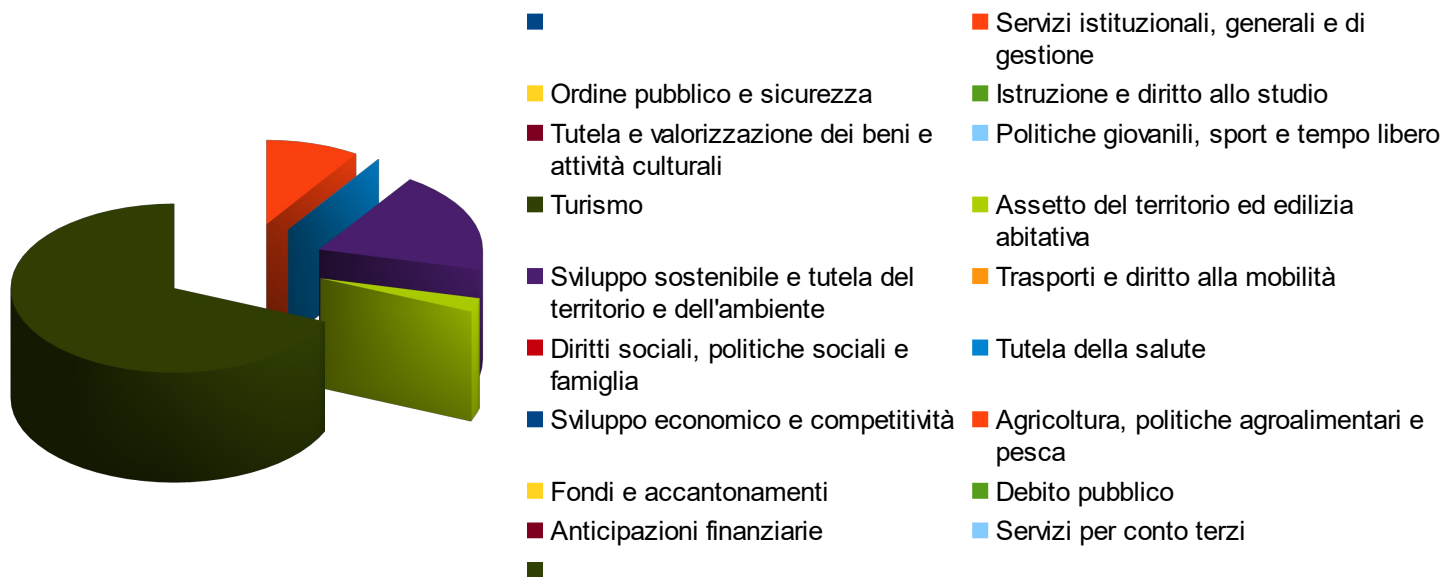 Servizi istituzionali, generali e di
gestione
Ordine pubblico e sicurezza
Istruzione e diritto allo studio
Tutela e valorizzazione dei beni e
attività culturali
Politiche giovanili, sport e tempo libero
Turismo
Assetto del territorio ed edilizia
abitativa
Sviluppo sostenibile e tutela del
territorio e dell'ambiente
Trasporti e diritto alla mobilità
Diritti sociali, politiche sociali e
famiglia
Tutela della salute
Sviluppo economico e competitività
Agricoltura, politiche agroalimentari e
pesca
Fondi e accantonamenti
Debito pubblico
Anticipazioni finanziarie
Servizi per conto terzi